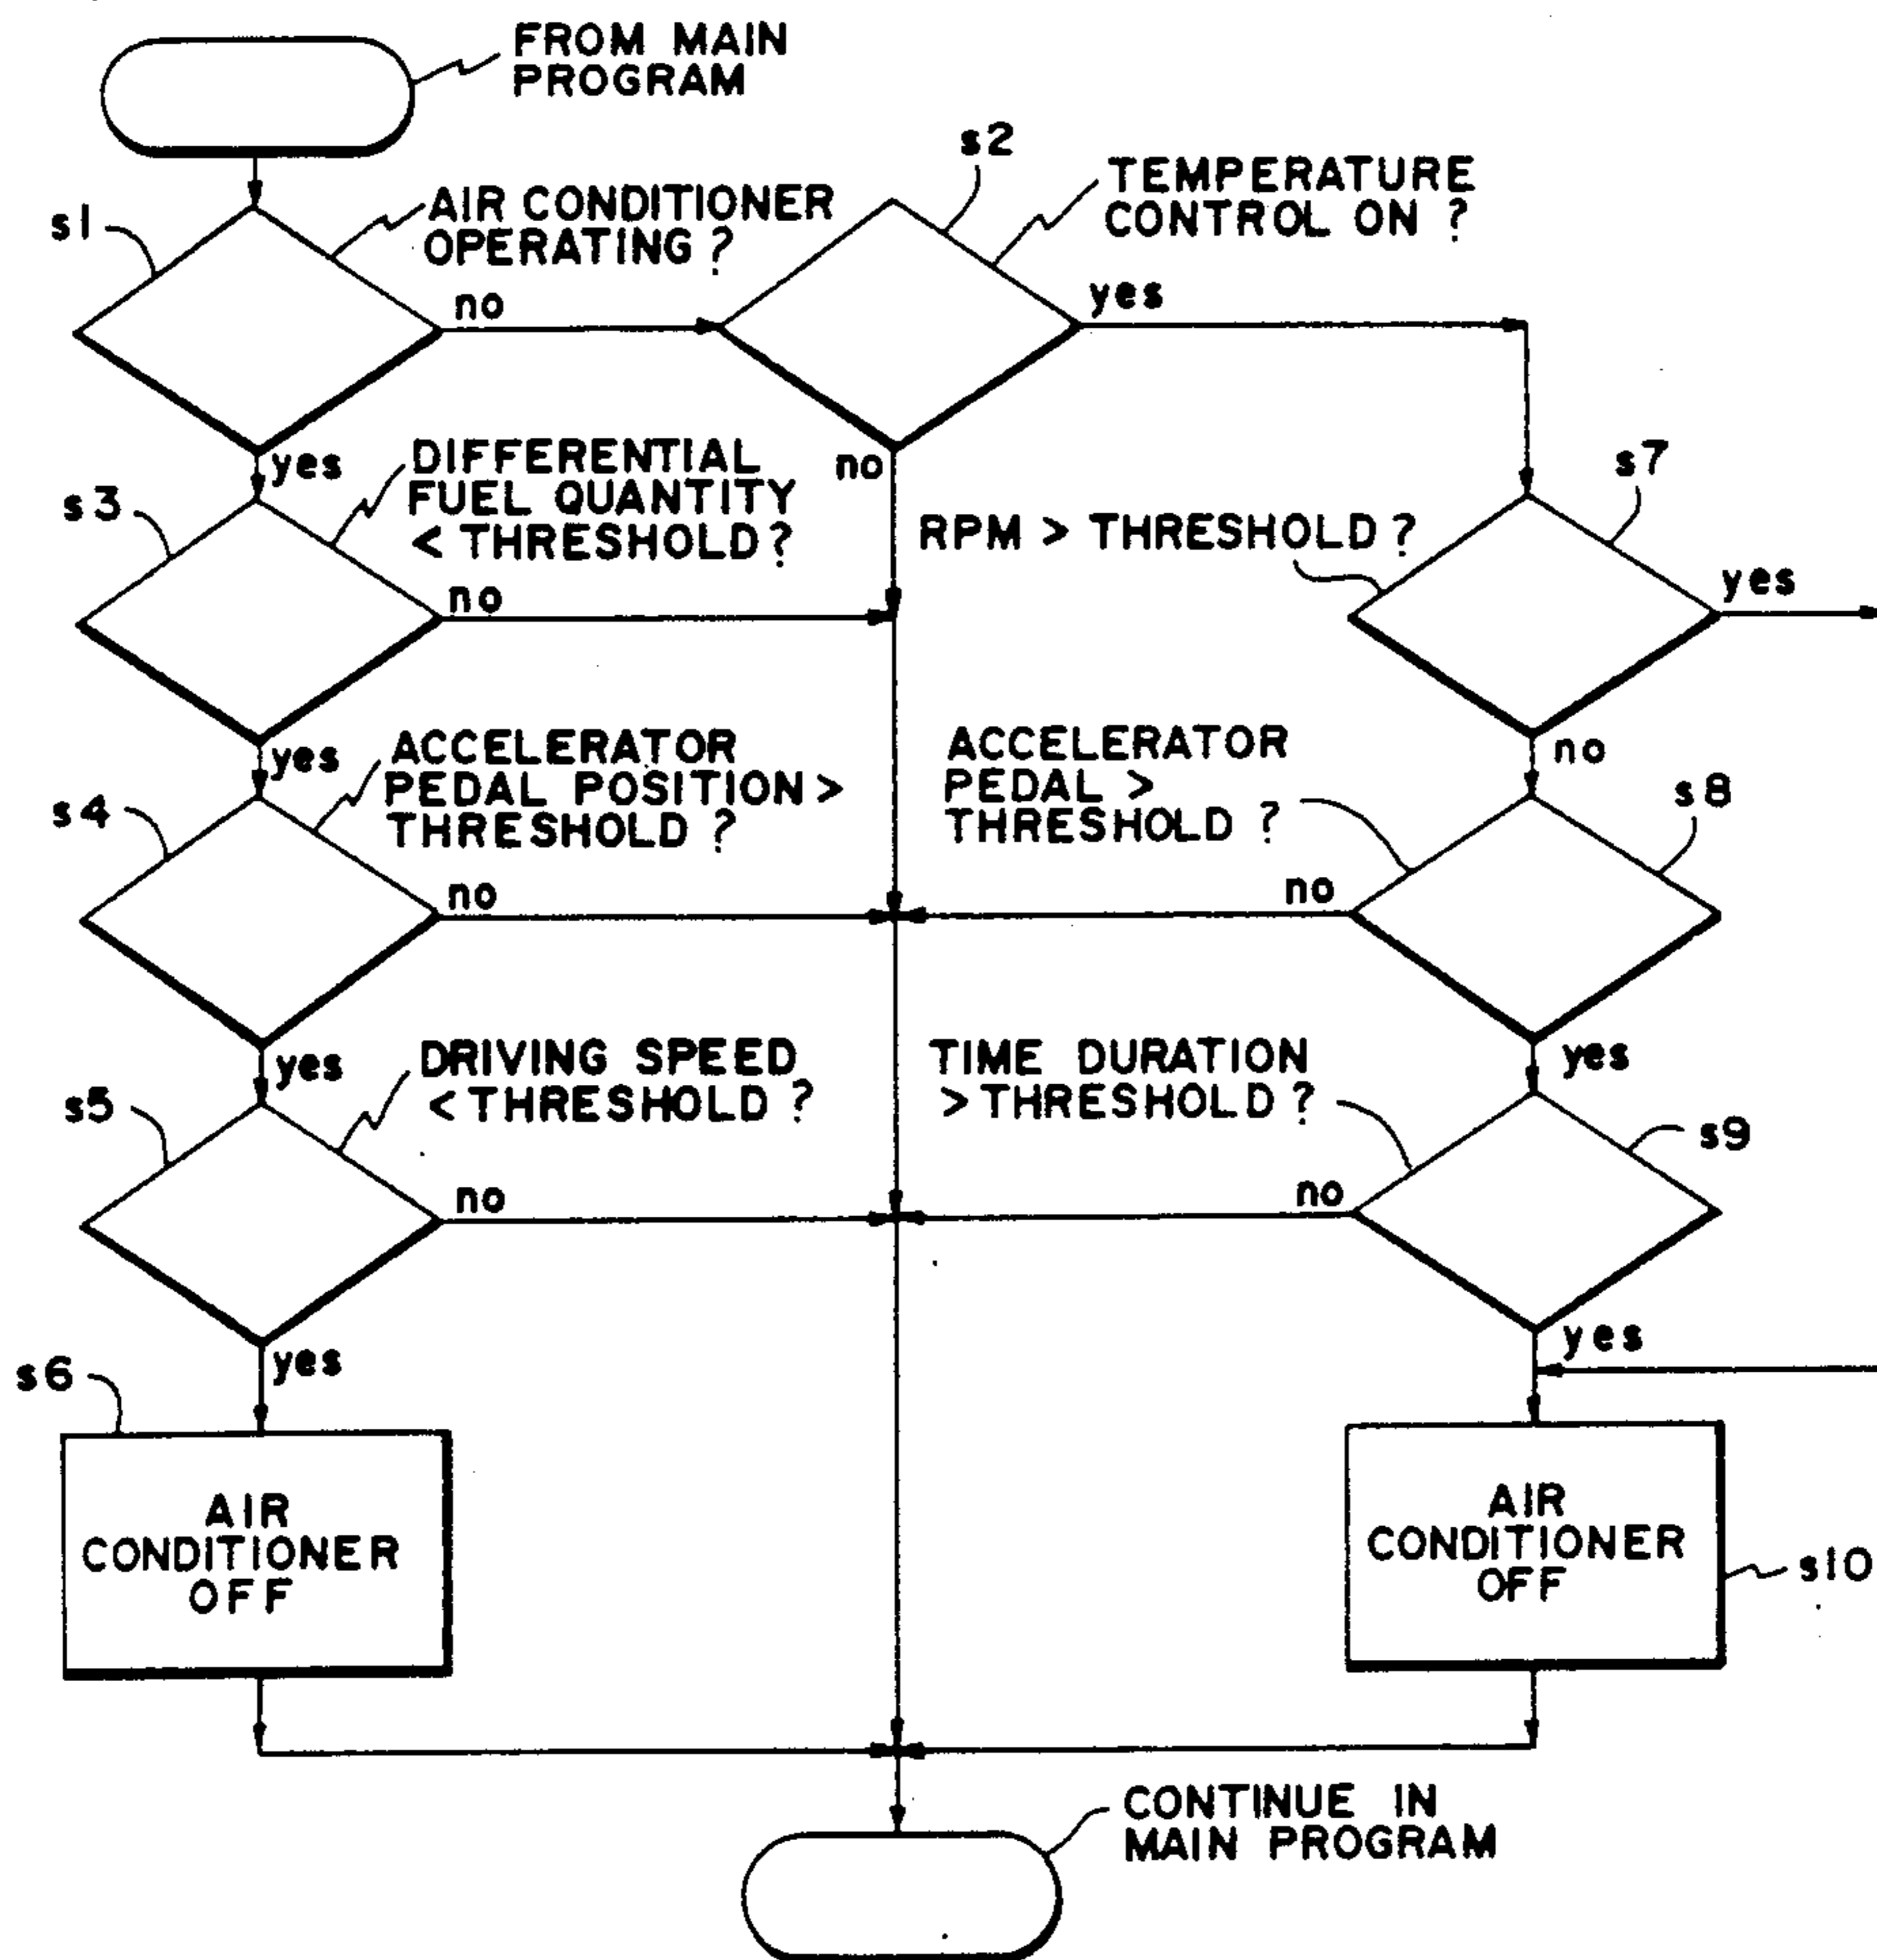 FROM MAIN
PROGRAM
s1
AIR CONDITIONER
OPERATING ?
no
yes
s2
TEMPERATURE
CONTROL ON ?
yes
no
s3
DIFFERENTIAL
FUEL QUANTITY
< THRESHOLD ?
no
yes
RPM > THRESHOLD ?
s7
yes
no
s4
ACCELERATOR
PEDAL POSITION >
THRESHOLD ?
no
yes
ACCELERATOR
PEDAL >
THRESHOLD ?
s8
no
yes
s5
DRIVING SPEED
< THRESHOLD ?
no
yes
TIME DURATION
> THRESHOLD ?
s9
no
yes
s6
AIR
CONDITIONER
OFF
AIR
CONDITIONER
OFF
s10
CONTINUE IN
MAIN PROGRAM